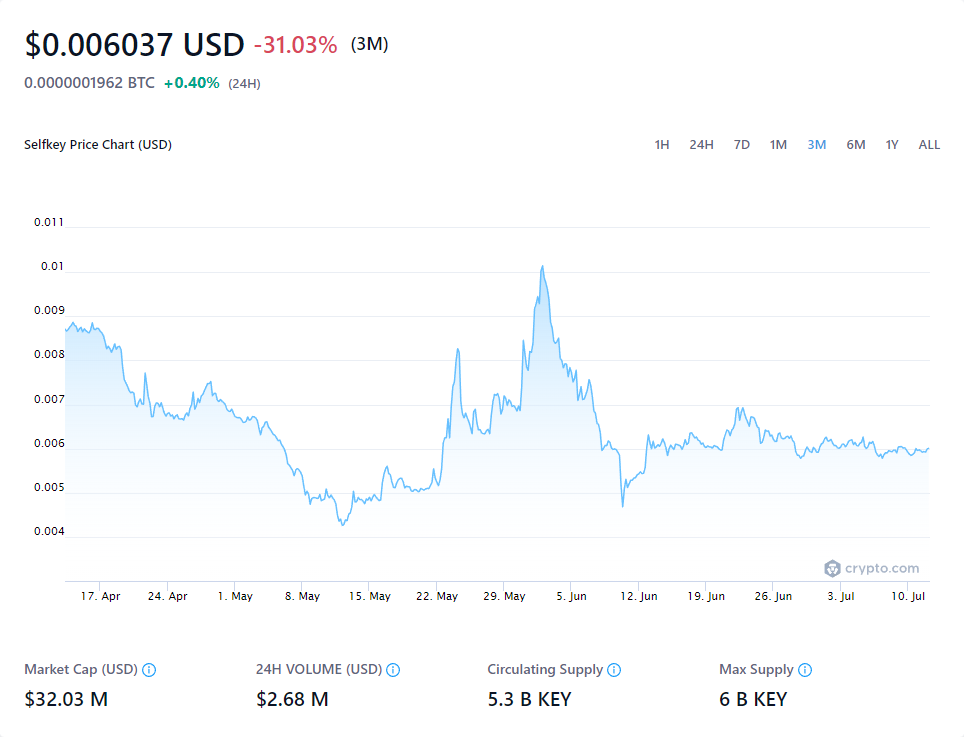 $0.006037 USD -31.03% (3M)
0.0000001962 BTC +0.40% (24H)
Selfkey Price Chart (USD) 1H 24H 7D 1M 3M 6M 1Y ALL
0.011
0.01
0.009
0.008
0.007
0.006
0.005
0.004
crypto.com
17. Apr 24. Apr 1. May 8. May 15. May 22. May 29. May 5. Jun 12. Jun 19. Jun 26. Jun 3. Jul 10. Jul
Market Cap (USD) 24H VOLUME (USD) Circulating Supply Max Supply
$32.03 M $2.68 M 5.3 B KEY 6 B KEY